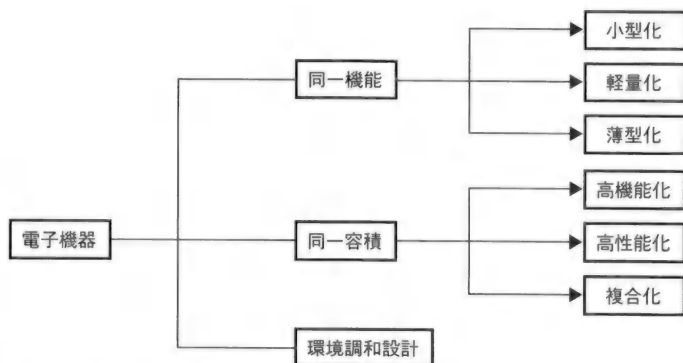 電子機器
同一機能
小型化
軽量化
薄型化
同一容積
高機能化
高性能化
複合化
環境調和設計